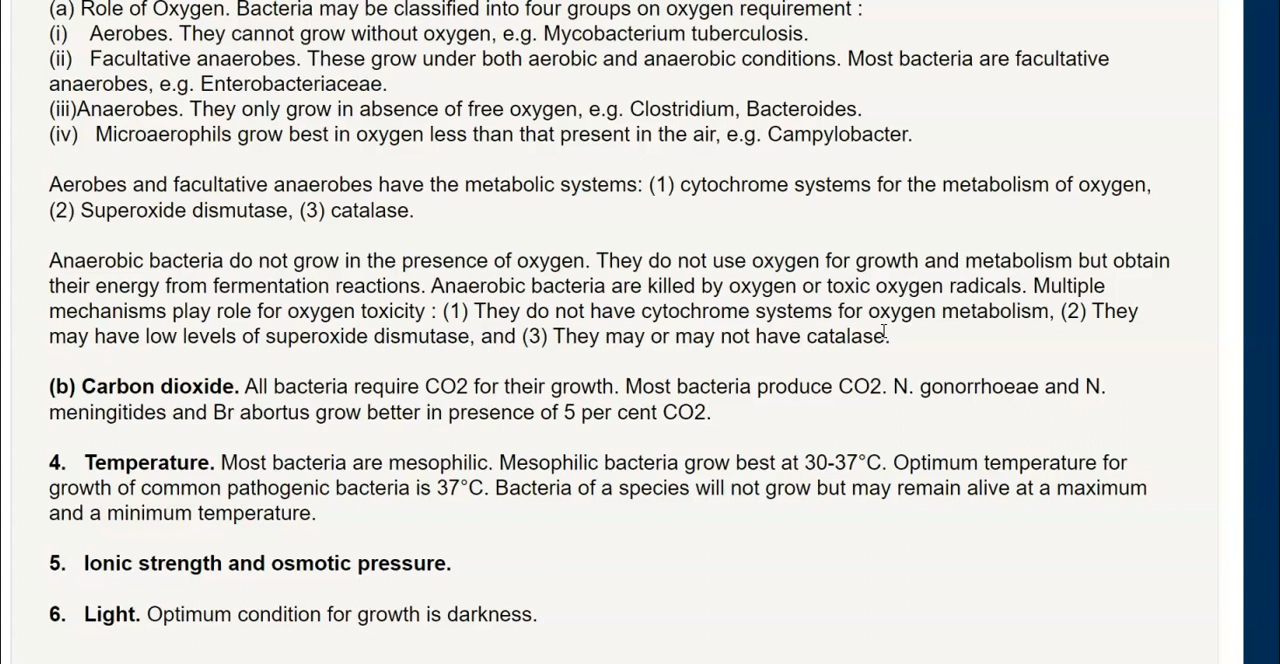 (a) Role of Oxygen. Bacteria may be classified into four groups on oxygen requirement :
(i) Aerobes. They cannot grow without oxygen, e.g. Mycobacterium tuberculosis.
(ii) Facultative anaerobes. These grow under both aerobic and anaerobic conditions. Most bacteria are facultative
anaerobes, e.g. Enterobacteriaceae.
(iii)Anaerobes. They only grow in absence of free oxygen, e.g. Clostridium, Bacteroides.
(iv) Microaerophils grow best in oxygen less than that present in the air, e.g. Campylobacter.
Aerobes and facultative anaerobes have the metabolic systems: (1) cytochrome systems for the metabolism of oxygen,
(2) Superoxide dismutase, (3) catalase.
Anaerobic bacteria do not grow in the presence of oxygen. They do not use oxygen for growth and metabolism but obtain
their energy from fermentation reactions. Anaerobic bacteria are killed by oxygen or toxic oxygen radicals. Multiple
mechanisms play role for oxygen toxicity : (1) They do not have cytochrome systems for oxygen metabolism, (2) They
may have low levels of superoxide dismutase, and (3) They may or may not have catalase.
(b) Carbon dioxide. All bacteria require CO2 for their growth. Most bacteria produce CO2. N. gonorrhoeae and N.
meningitides and Br abortus grow better in presence of 5 per cent CO2.
4. Temperature. Most bacteria are mesophilic. Mesophilic bacteria grow best at 30-37°C. Optimum temperature for
growth of common pathogenic bacteria is 37°C. Bacteria of a species will not grow but may remain alive at a maximum
and a minimum temperature.
5. Ionic strength and osmotic pressure.
6. Light. Optimum condition for growth is darkness.